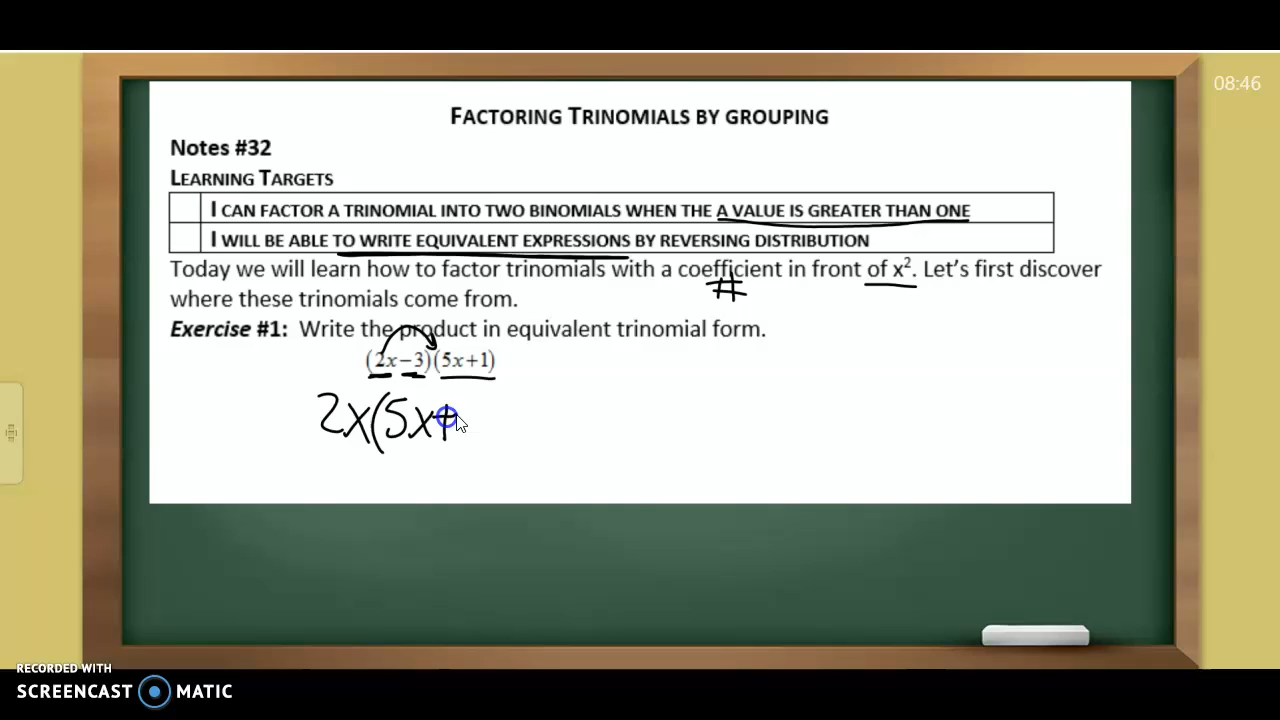 08:46
FACTORING TRINOMIALS BY GROUPING
Notes #32
LEARNING TARGETS
I CAN FACTOR A TRINOMIAL INTO TWO BINOMIALS WHEN THE A VALUE IS GREATER THAN ONE
I WILL BE ABLE TO WRITE EQUIVALENT EXPRESSIONS BY REVERSING DISTRIBUTION
Today we will learn how to factor trinomials with a coefficient in front of x². Let's first discover
#
where these trinomials come from.
Exercise #1: Write the product in equivalent trinomial form.
(2x−3)(5x+1)
2x(5x+
RECORDED WITH
SCREENCAST MATIC